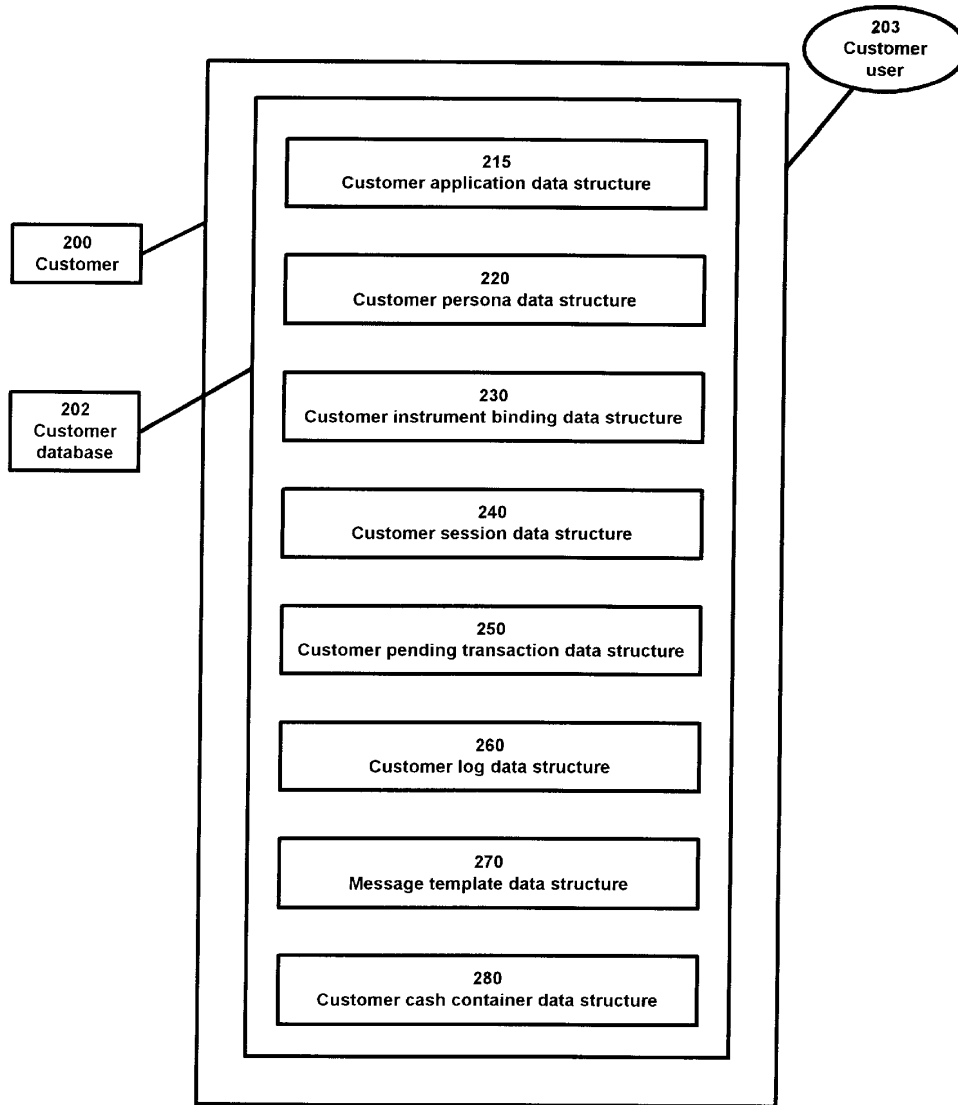 203
Customer
user
215
Customer application data structure
200
Customer
220
Customer persona data structure
230
Customer instrument binding data structure
202
Customer
database
240
Customer session data structure
250
Customer pending transaction data structure
260
Customer log data structure
270
Message template data structure
280
Customer cash container data structure